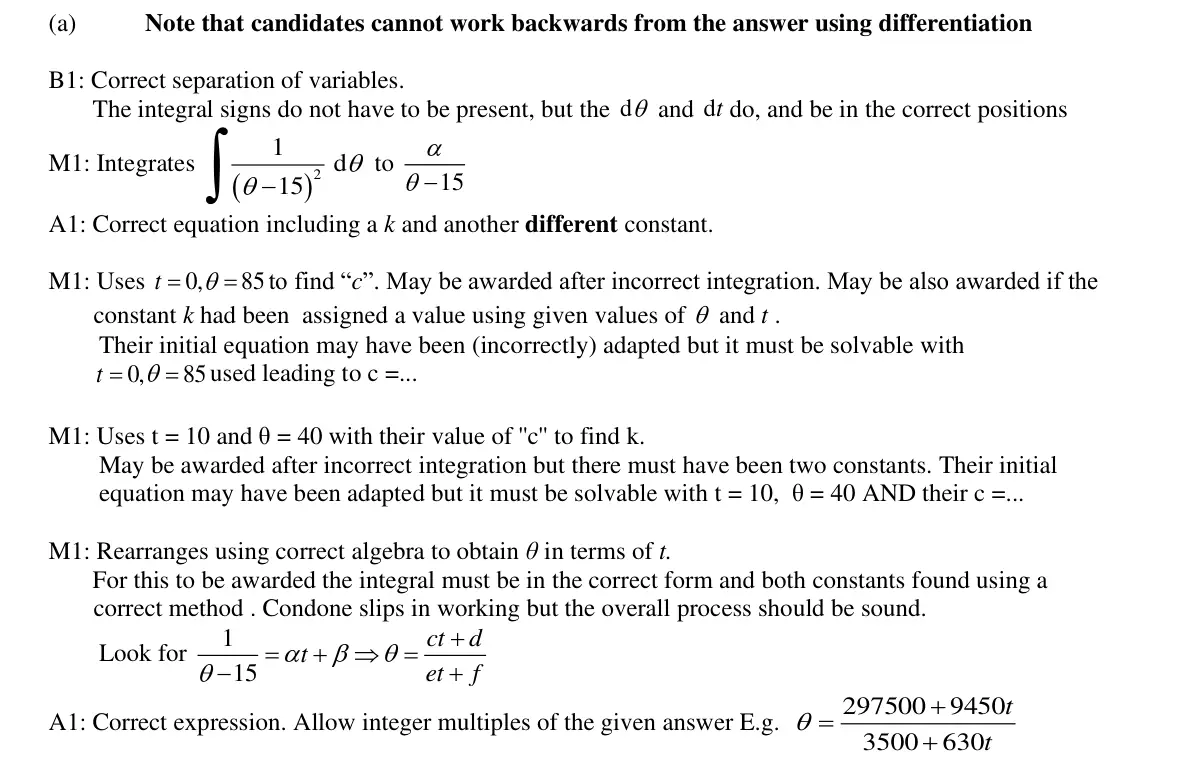 (a) Note that candidates cannot work backwards from the answer using differentiation
B1: Correct separation of variables.
The integral signs do not have to be present, but the dθ and dt do, and be in the correct positions
M1: Integrates ∫ 1/(θ−15)² dθ to α/(θ−15)
A1: Correct equation including a k and another different constant.
M1: Uses t = 0, θ = 85 to find “c”. May be awarded after incorrect integration. May be also awarded if the
constant k had been assigned a value using given values of θ and t .
Their initial equation may have been (incorrectly) adapted but it must be solvable with
t = 0, θ = 85 used leading to c =...
M1: Uses t = 10 and θ = 40 with their value of "c" to find k.
May be awarded after incorrect integration but there must have been two constants. Their initial
equation may have been adapted but it must be solvable with t = 10, θ = 40 AND their c =...
M1: Rearranges using correct algebra to obtain θ in terms of t.
For this to be awarded the integral must be in the correct form and both constants found using a
correct method . Condone slips in working but the overall process should be sound.
Look for 1/(θ−15) = αt + β ⇒ θ = (ct + d)/(et + f)
A1: Correct expression. Allow integer multiples of the given answer E.g. θ = (297500 + 9450t)/(3500 + 630t)